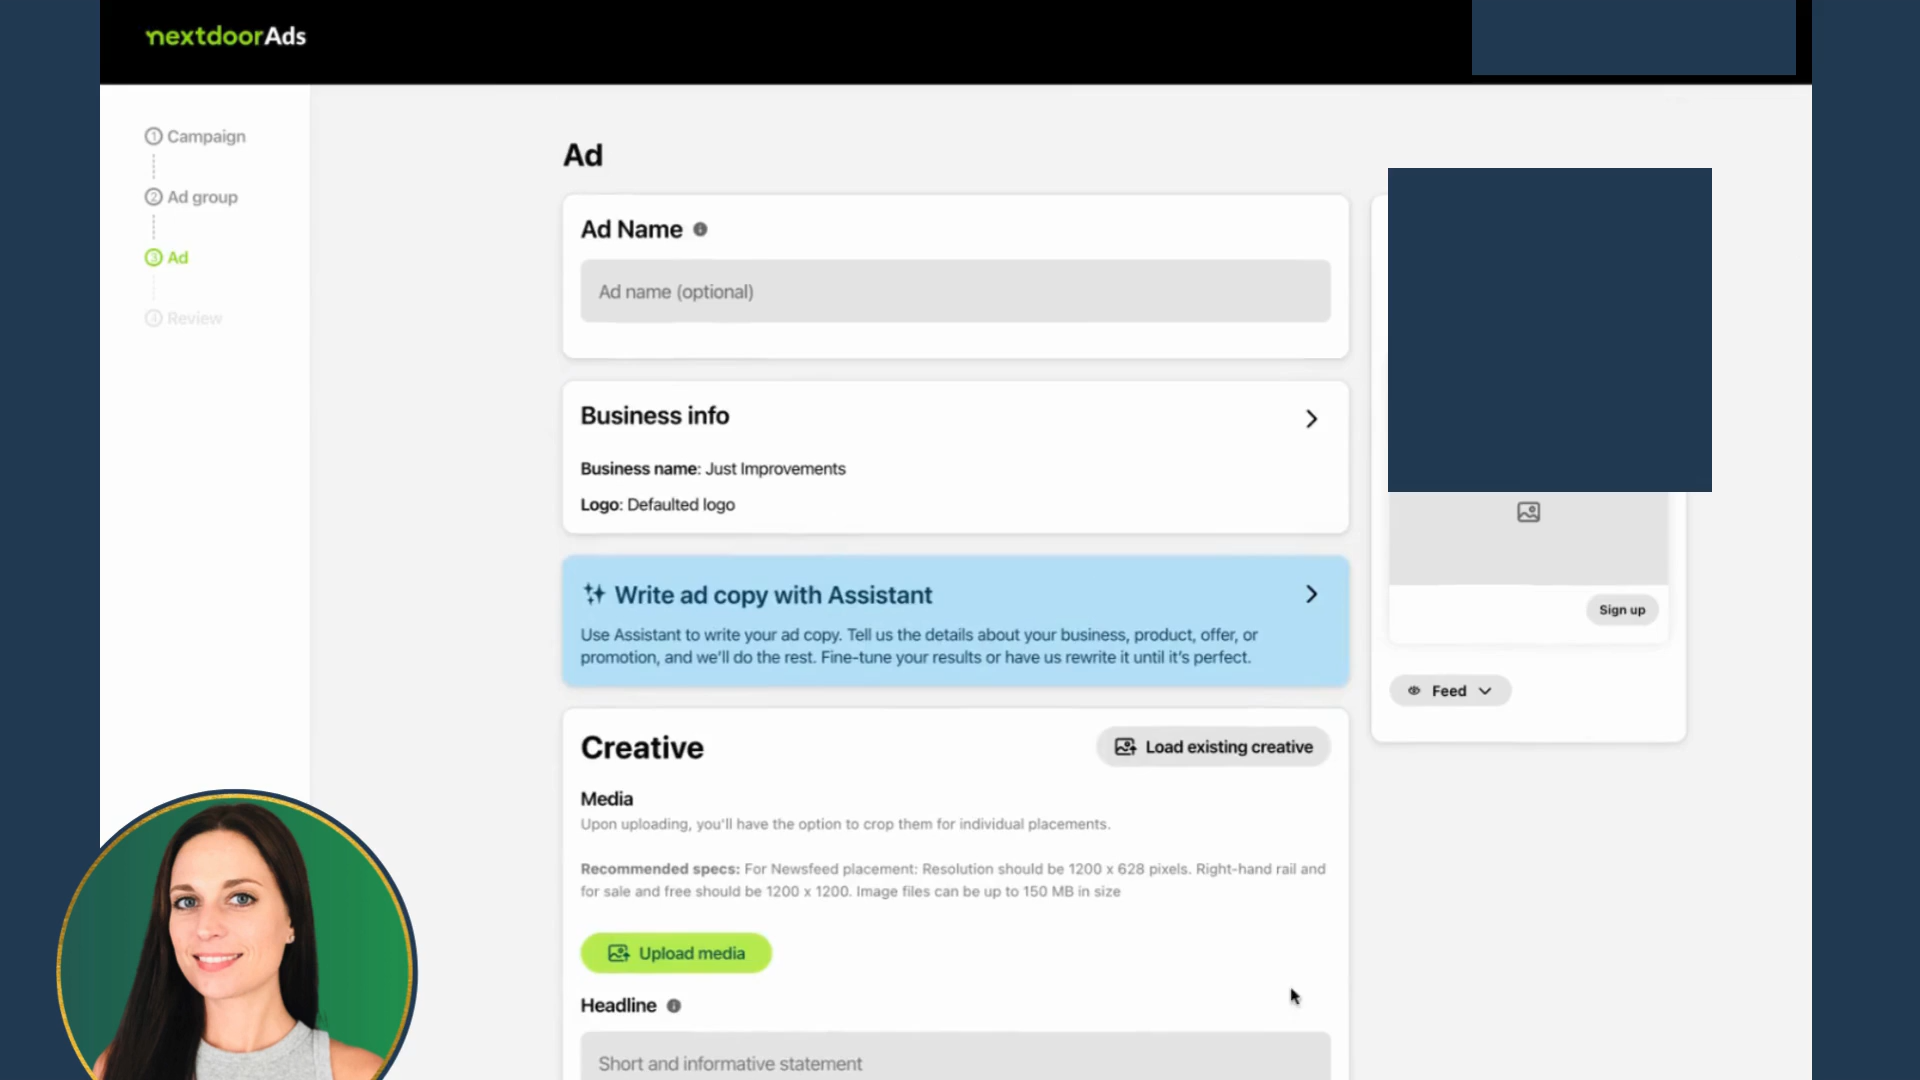 nextdoorAds
1 Campaign
2 Ad group
3 Ad
4 Review
Ad
Ad Name
Ad name (optional)
Business info
Business name: Just Improvements
Logo: Defaulted logo
Write ad copy with Assistant
Use Assistant to write your ad copy. Tell us the details about your business, product, offer, or
promotion, and we'll do the rest. Fine-tune your results or have us rewrite it until it's perfect.
Creative
Load existing creative
Media
Upon uploading, you'll have the option to crop them for individual placements.
Recommended specs: For Newsfeed placement: Resolution should be 1200 x 628 pixels. Right-hand rail and
for sale and free should be 1200 x 1200. Image files can be up to 150 MB in size
Upload media
Headline
Short and informative statement
Sign up
Feed